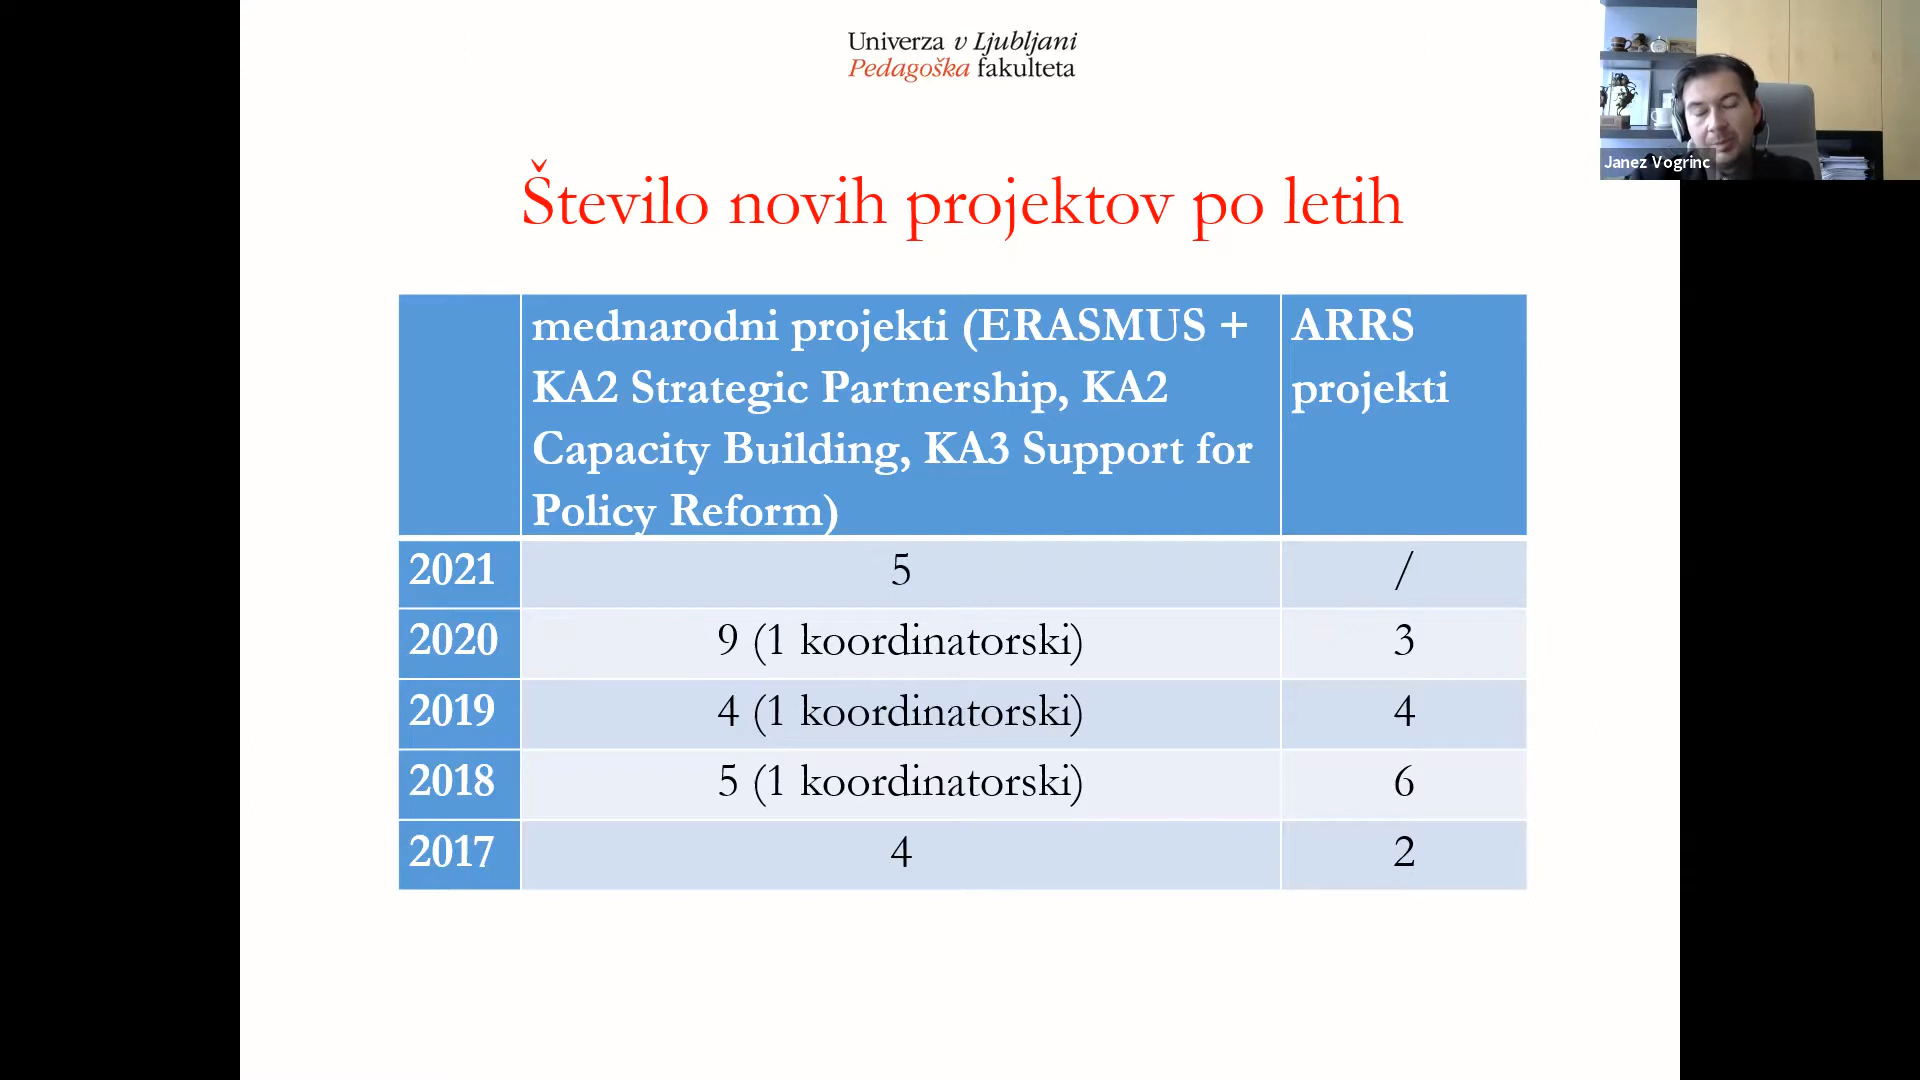 Univerza v Ljubljani
Pedagoška fakulteta
Janez Vogrinc
Število novih projektov po letih
mednarodni projekti (ERASMUS +
KA2 Strategic Partnership, KA2
Capacity Building, KA3 Support for
Policy Reform)
ARRS
projekti
2021 5 /
2020 9 (1 koordinatorski) 3
2019 4 (1 koordinatorski) 4
2018 5 (1 koordinatorski) 6
2017 4 2